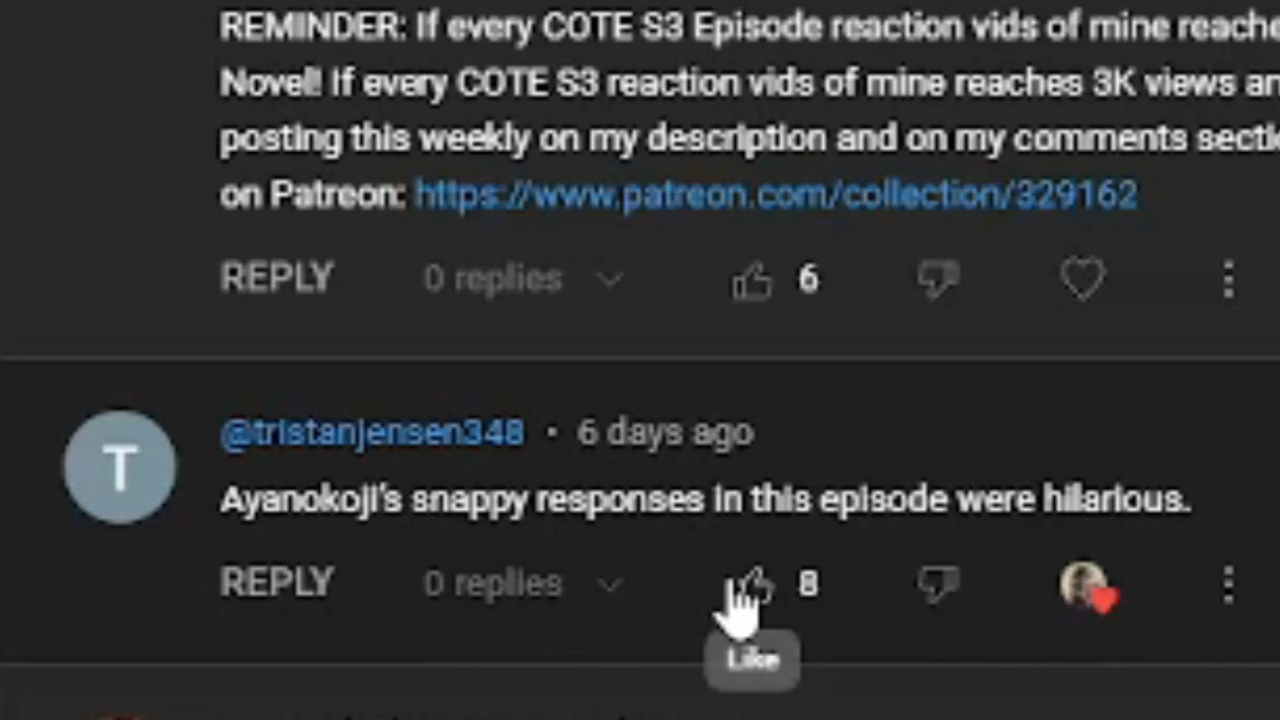 REMINDER: If every COTE S3 Episode reaction vids of mine reache
Novel! If every COTE S3 reaction vids of mine reaches 3K views an
posting this weekly on my description and on my comments secti
on Patreon: https://www.patreon.com/collection/329162
REPLY 0 replies 6
T
@tristanjensen348 • 6 days ago
Ayanokoji's snappy responses in this episode were hilarious.
REPLY 0 replies 8
Like